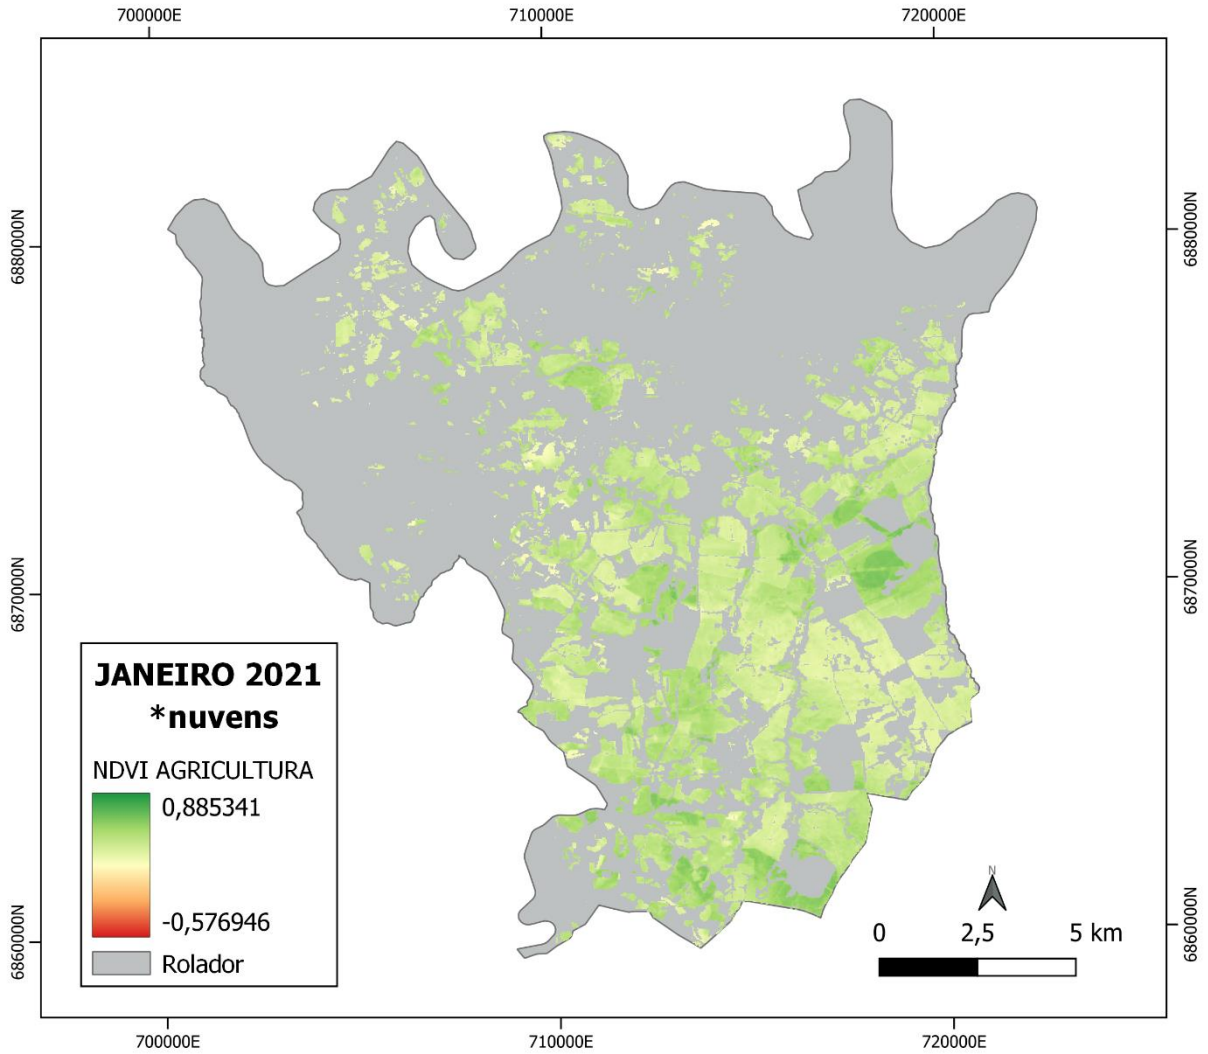 700000E
710000E
720000E
6880000N
6880000N
6870000N
6870000N
JANEIRO 2021
*nuvens
NDVI AGRICULTURA
0,885341
-0,576946
Rolador
N
0 2,5 5 km
6860000N
6860000N
700000E
710000E
720000E